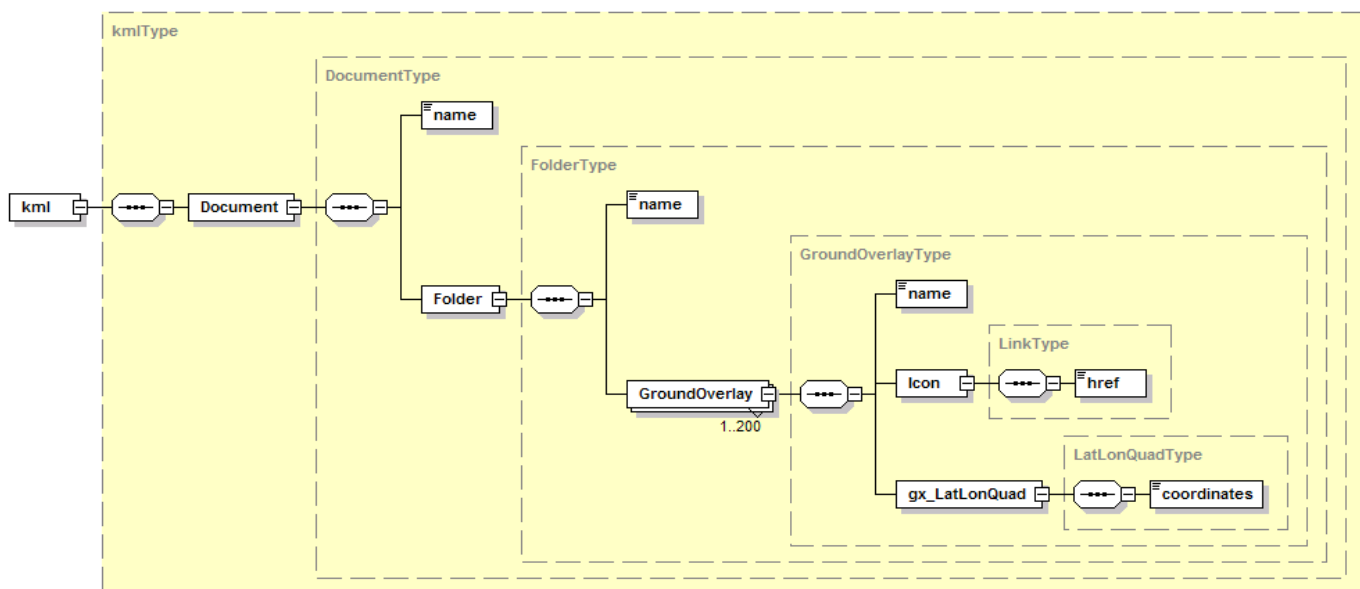 kmlType
DocumentType
name
FolderType
kml
Document
name
GroundOverlayType
Folder
name
LinkType
Icon
href
GroundOverlay
1..200
LatLonQuadType
gx_LatLonQuad
coordinates